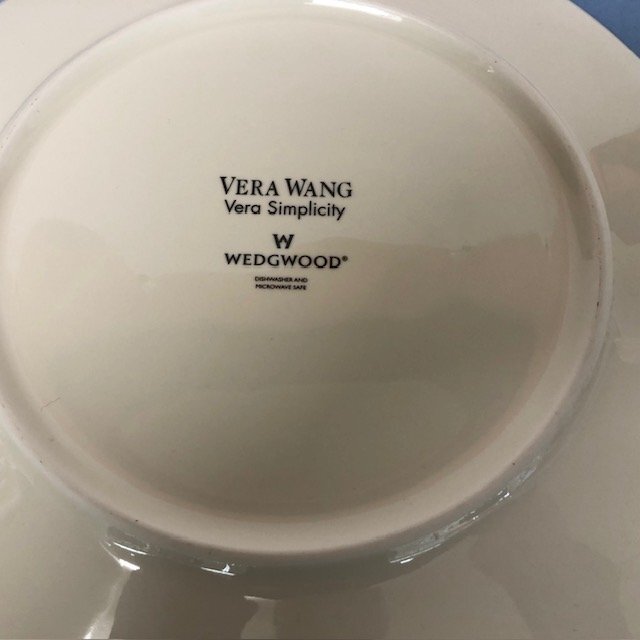 VERA WANG
Vera Simplicity
W
WEDGWOOD®
DISHWASHER AND
MICROWAVE SAFE